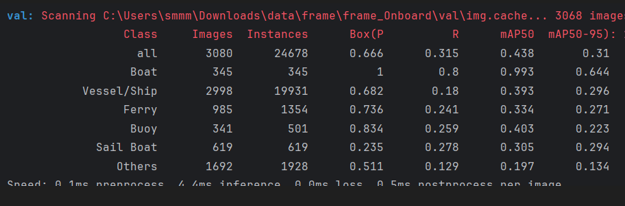 val: Scanning C:\Users\smmm\Downloads\data\frame\frame_Onboard\val\img.cache... 3068 image
Class Images Instances Box(P R mAP50 mAP50-95):
all 3080 24678 0.666 0.315 0.438 0.31
Boat 345 345 1 0.8 0.993 0.644
Vessel/Ship 2998 19931 0.682 0.18 0.393 0.296
Ferry 985 1354 0.736 0.241 0.334 0.271
Buoy 341 501 0.834 0.259 0.403 0.223
Sail Boat 619 619 0.235 0.278 0.305 0.294
Others 1692 1928 0.511 0.129 0.197 0.134
Speed: 0.1ms preprocess, 4.4ms inference, 0.0ms loss, 0.5ms postprocess per image